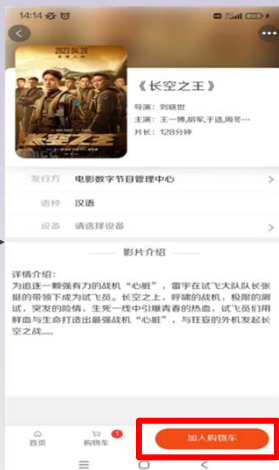 14:14
2023.04.28
长空之王
《长空之王》
导演: 刘晓世
主演: 王一博,胡军,于适,周冬…
片长: 128分钟
发行方 电影数字节目管理中心
语种 汉语
设备 请选择设备
影片介绍
详情介绍:
为追逐一颗强有力的战机“心脏”，雷宇在试飞大队队长张
挺的带领下成为试飞员。长空之上，呼啸的战机，极限的测
试，突发的险情，生死一线中引爆青春的热血，试飞员们用
鲜血与生命打造出最强战机“心脏”，与狂妄的外机发起长
空之战......
首页
购物车
1
加入购物车